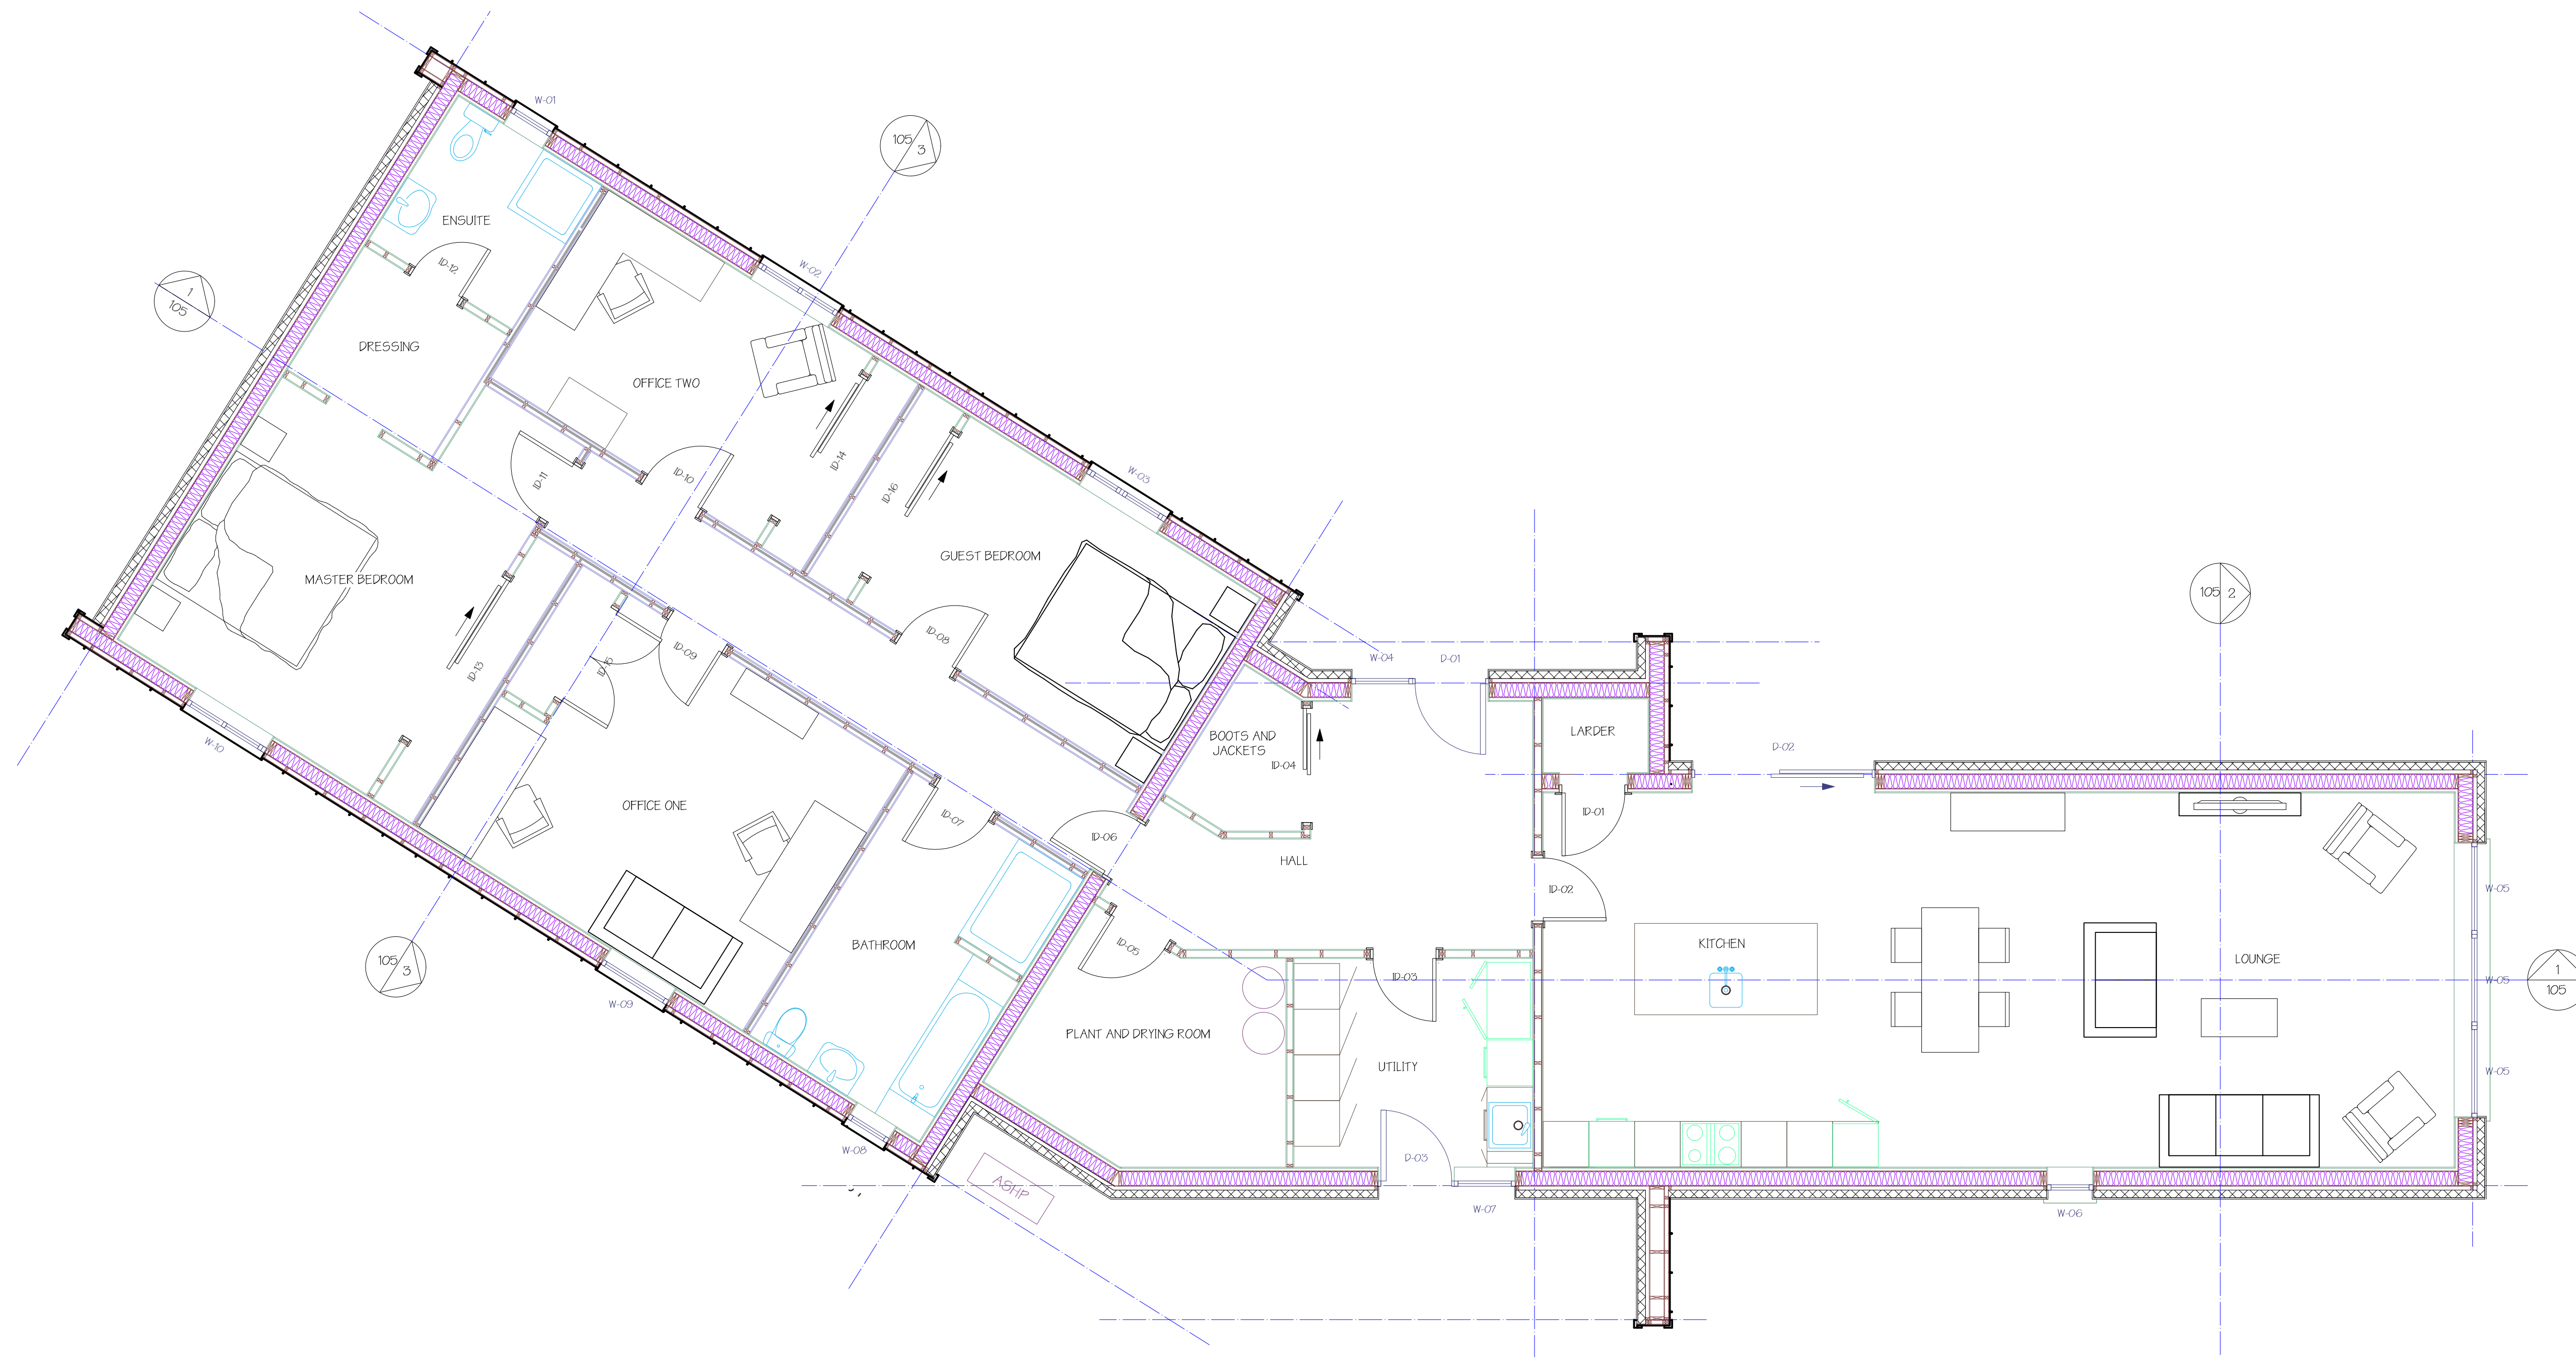 W-01
105
3
ENSUITE
ID-12
W-02
1
105
DRESSING
OFFICE TWO
ID-14
ID-10
ID-11
W-03
ID-16
GUEST BEDROOM
MASTER BEDROOM
ID-13
ID-15
ID-09
ID-08
W-10
OFFICE ONE
ID-07
ID-06
BATHROOM
ID-05
105
3
W-09
W-08
ASHP
W-04
D-01
BOOTS AND
JACKETS
ID-04
LARDER
D-02
ID-01
HALL
ID-02
ID-03
PLANT AND DRYING ROOM
UTILITY
D-03
W-07
KITCHEN
105
2
LOUNGE
W-05
W-05
W-05
1
105
W-06